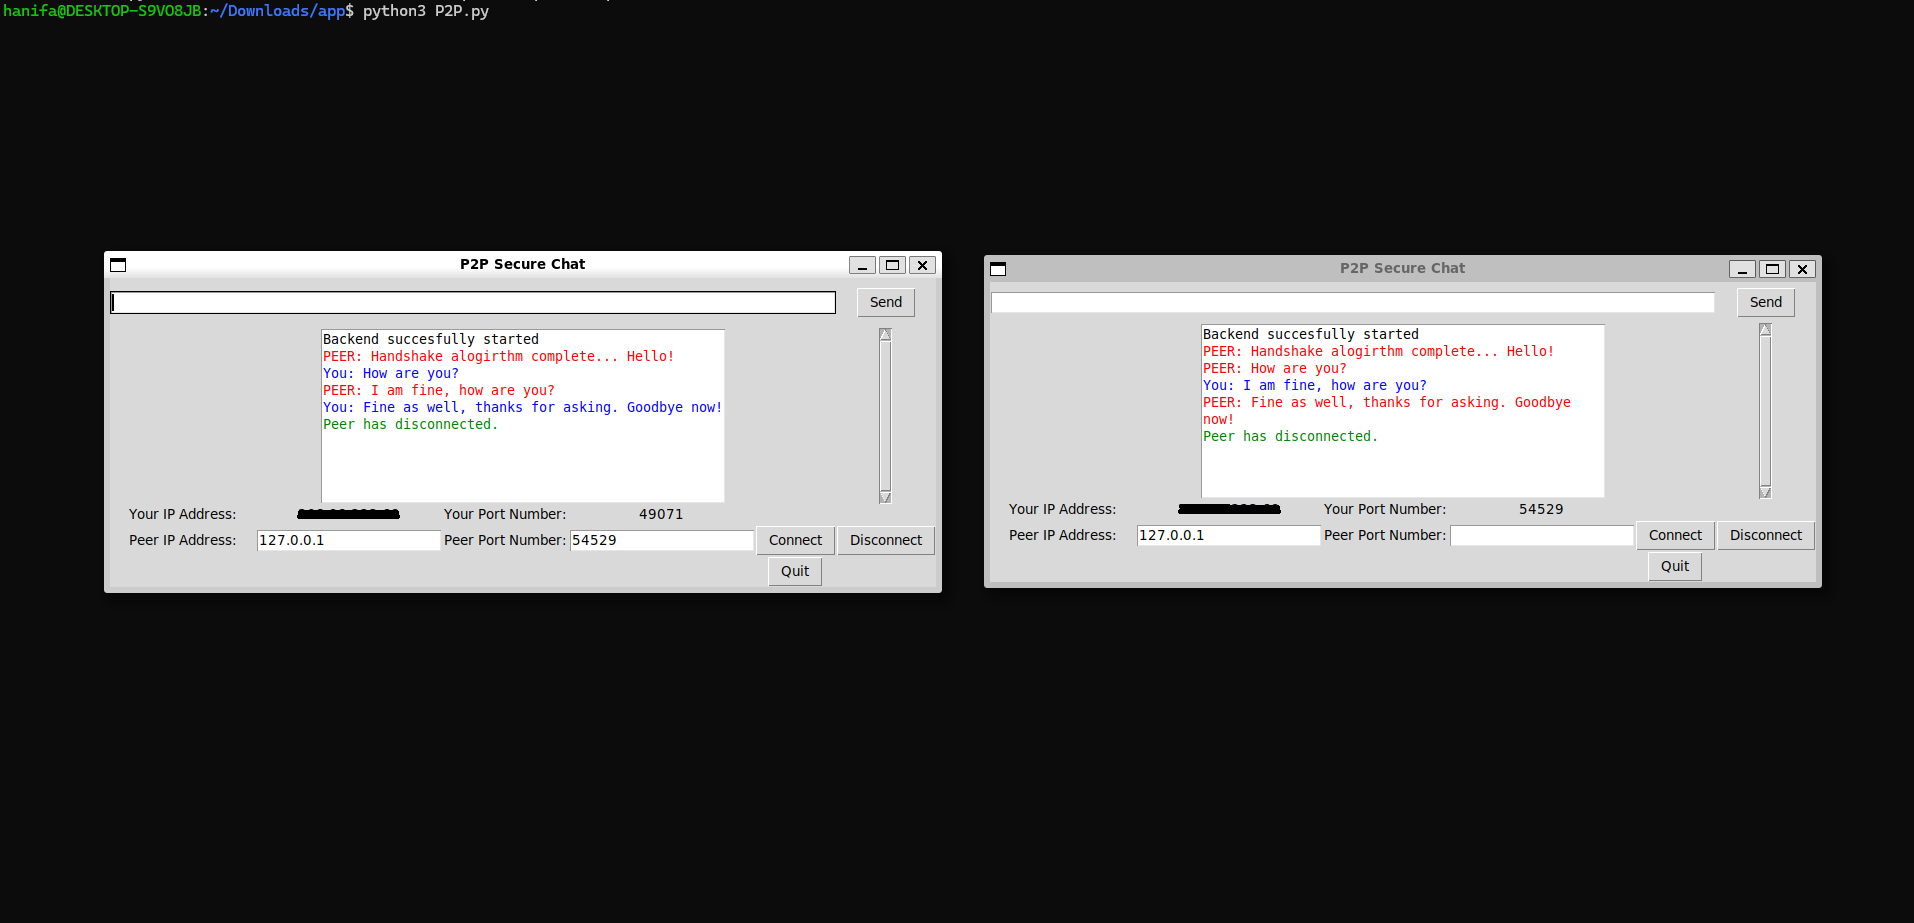 hanifa@DESKTOP-S9VO8JB:~/Downloads/app$ python3 P2P.py
P2P Secure Chat
Send
Backend succesfully started
PEER: Handshake alogirthm complete... Hello!
You: How are you?
PEER: I am fine, how are you?
You: Fine as well, thanks for asking. Goodbye now!
Peer has disconnected.
Your IP Address: Your Port Number: 49071
Peer IP Address: 127.0.0.1 Peer Port Number: 54529 Connect Disconnect
Quit
P2P Secure Chat
Send
Backend succesfully started
PEER: Handshake alogirthm complete... Hello!
PEER: How are you?
You: I am fine, how are you?
PEER: Fine as well, thanks for asking. Goodbye
now!
Peer has disconnected.
Your IP Address: Your Port Number: 54529
Peer IP Address: 127.0.0.1 Peer Port Number: Connect Disconnect
Quit